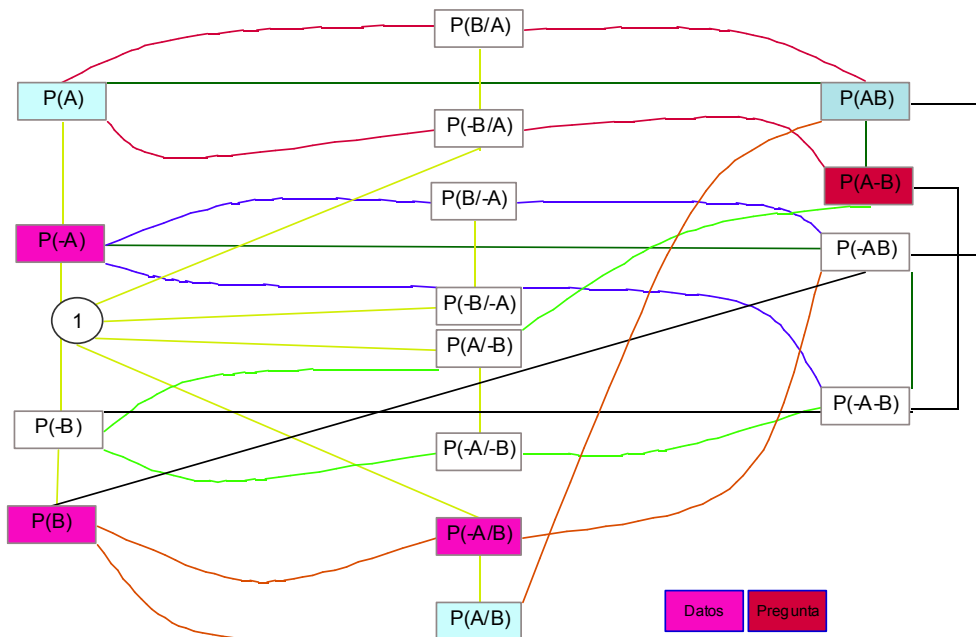 P(B/A)
P(A)
P(AB)
P(-B/A)
P(A-B)
P(B/-A)
P(-A)
P(-AB)
P(-B/-A)
1
P(A/-B)
P(-A-B)
P(-B)
P(-A/-B)
P(B)
P(-A/B)
P(A/B)
Datos
Pregunta